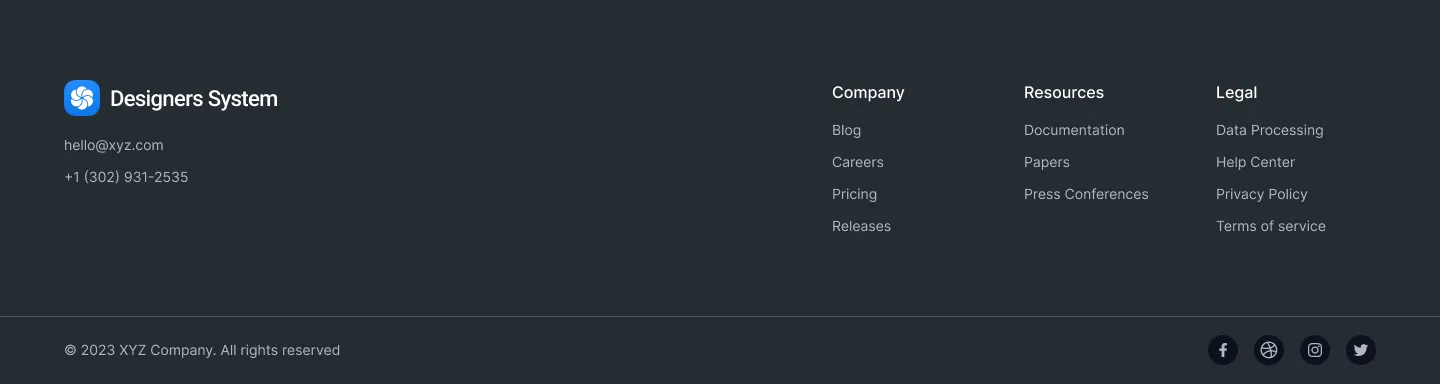 Designers System
hello@xyz.com
+1 (302) 931-2535
Company
Blog
Careers
Pricing
Releases
Resources
Documentation
Papers
Press Conferences
Legal
Data Processing
Help Center
Privacy Policy
Terms of service
© 2023 XYZ Company. All rights reserved